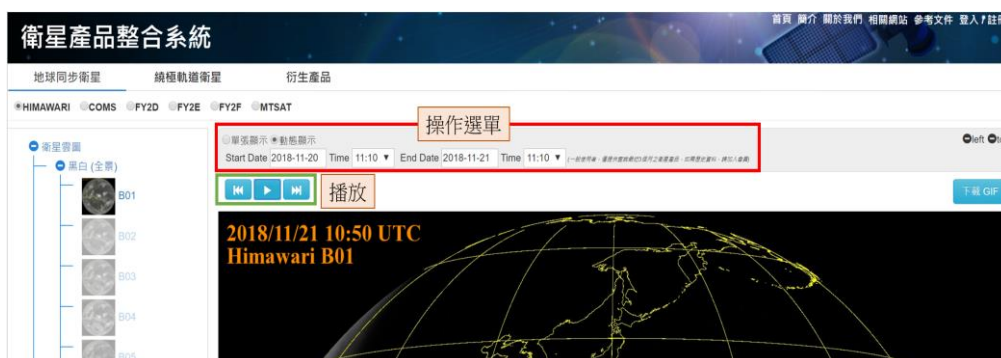 首頁 簡介 關於我們 相關網站 參考文件 登入/註冊
衛星產品整合系統
地球同步衛星 繞極軌道衛星 衍生產品
HIMAWARI COMS FY2D FY2E FY2F MTSAT
操作選單
單張顯示 動態顯示
left
Start Date 2018-11-20 Time 11:10 End Date 2018-11-21 Time 11:10
衛星雲圖
黑白 (全景)
播放
下載 GIF
B01
B02
B03
B04
B05
2018/11/21 10:50 UTC
Himawari B01